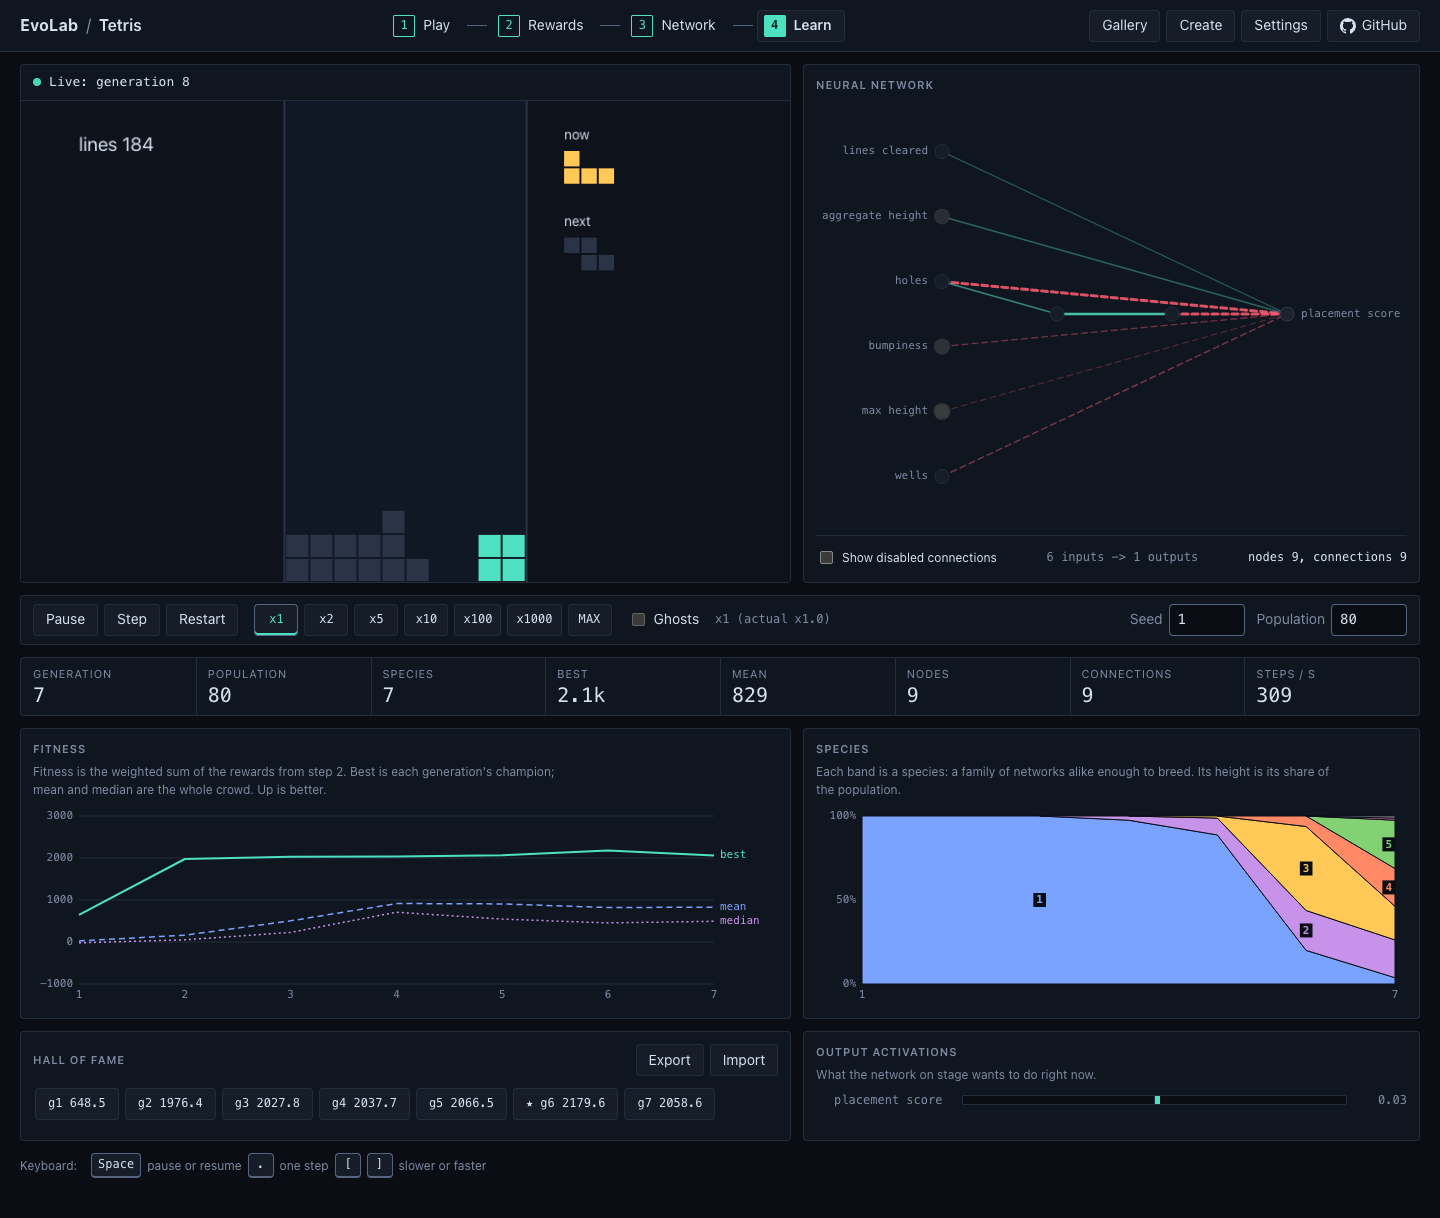 EvoLab / Tetris
1 Play
2 Rewards
3 Network
4 Learn
Gallery
Create
Settings
GitHub
Live: generation 8
lines 184
now
next
NEURAL NETWORK
lines cleared
aggregate height
holes
placement score
bumpiness
max height
wells
Show disabled connections
6 inputs -> 1 outputs
nodes 9, connections 9
Pause
Step
Restart
x1
x2
x5
x10
x100
x1000
MAX
Ghosts
x1 (actual x1.0)
Seed 1
Population 80
GENERATION
7
POPULATION
80
SPECIES
7
BEST
2.1k
MEAN
829
NODES
9
CONNECTIONS
9
STEPS / S
309
FITNESS
Fitness is the weighted sum of the rewards from step 2. Best is each generation's champion;
mean and median are the whole crowd. Up is better.
3000
2000
1000
0
−1000
best
mean
median
1 2 3 4 5 6 7
SPECIES
Each band is a species: a family of networks alike enough to breed. Its height is its share of
the population.
100%
50%
0%
1
2
3
4
5
1 7
HALL OF FAME
Export
Import
g1 648.5
g2 1976.4
g3 2027.8
g4 2037.7
g5 2066.5
★ g6 2179.6
g7 2058.6
OUTPUT ACTIVATIONS
What the network on stage wants to do right now.
placement score 0.03
Keyboard: Space pause or resume . one step [ ] slower or faster